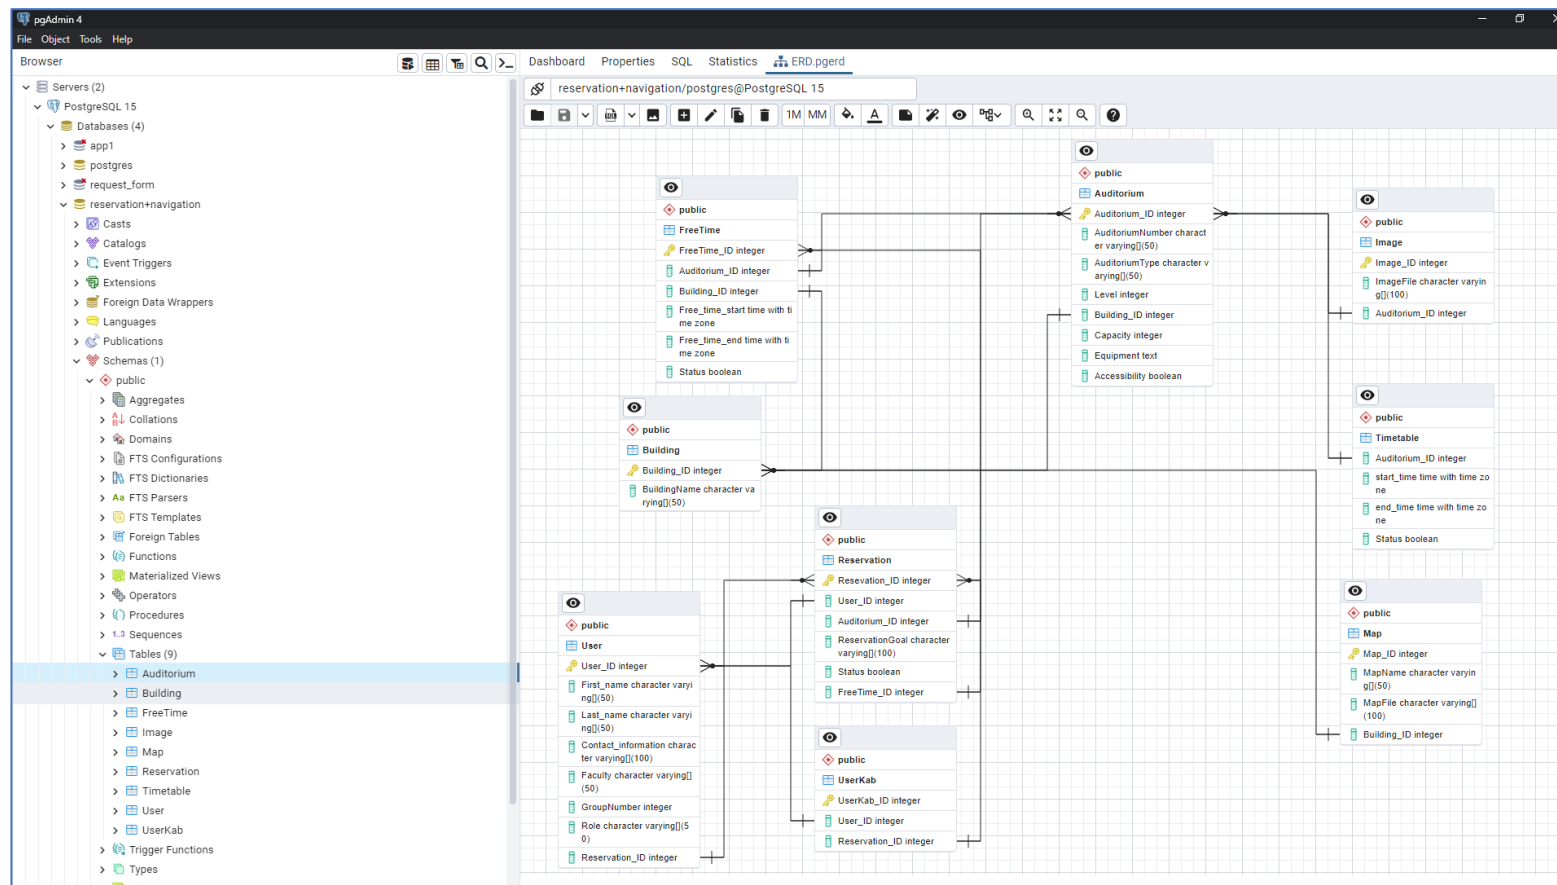 pgAdmin 4
File Object Tools Help
Browser
Servers (2)
PostgreSQL 15
Databases (4)
app1
postgres
request_form
reservation+navigation
Casts
Catalogs
Event Triggers
Extensions
Foreign Data Wrappers
Languages
Publications
Schemas (1)
public
Aggregates
Collations
Domains
FTS Configurations
FTS Dictionaries
FTS Parsers
FTS Templates
Foreign Tables
Functions
Materialized Views
Operators
Procedures
Sequences
Tables (9)
Auditorium
Building
FreeTime
Image
Map
Reservation
Timetable
User
UserKab
Trigger Functions
Types
Dashboard Properties SQL Statistics ERD.pgerd
reservation+navigation/postgres@PostgreSQL 15
1M MM
public
FreeTime
FreeTime_ID integer
Auditorium_ID integer
Building_ID integer
Free_time_start time with ti
me zone
Free_time_end time with ti
me zone
Status boolean
public
Building
Building_ID integer
BuildingName character va
rying[](50)
public
User
User_ID integer
First_name character varyi
ng[](50)
Last_name character varyi
ng[](50)
Contact_information charac
ter varying[](100)
Faculty character varying[]
(50)
GroupNumber integer
Role character varying[](5
0)
Reservation_ID integer
public
Reservation
Resevation_ID integer
User_ID integer
Auditorium_ID integer
ReservationGoal character
varying[](100)
Status boolean
FreeTime_ID integer
public
UserKab
UserKab_ID integer
User_ID integer
Reservation_ID integer
public
Auditorium
Auditorium_ID integer
AuditoriumNumber charact
er varying[](50)
AuditoriumType character v
arying[](50)
Level integer
Building_ID integer
Capacity integer
Equipment text
Accessibility boolean
public
Image
Image_ID integer
ImageFile character varyin
g[](100)
Auditorium_ID integer
public
Timetable
Auditorium_ID integer
start_time time with time zo
ne
end_time time with time zo
ne
Status boolean
public
Map
Map_ID integer
MapName character varyin
g[](50)
MapFile character varying[]
(100)
Building_ID integer